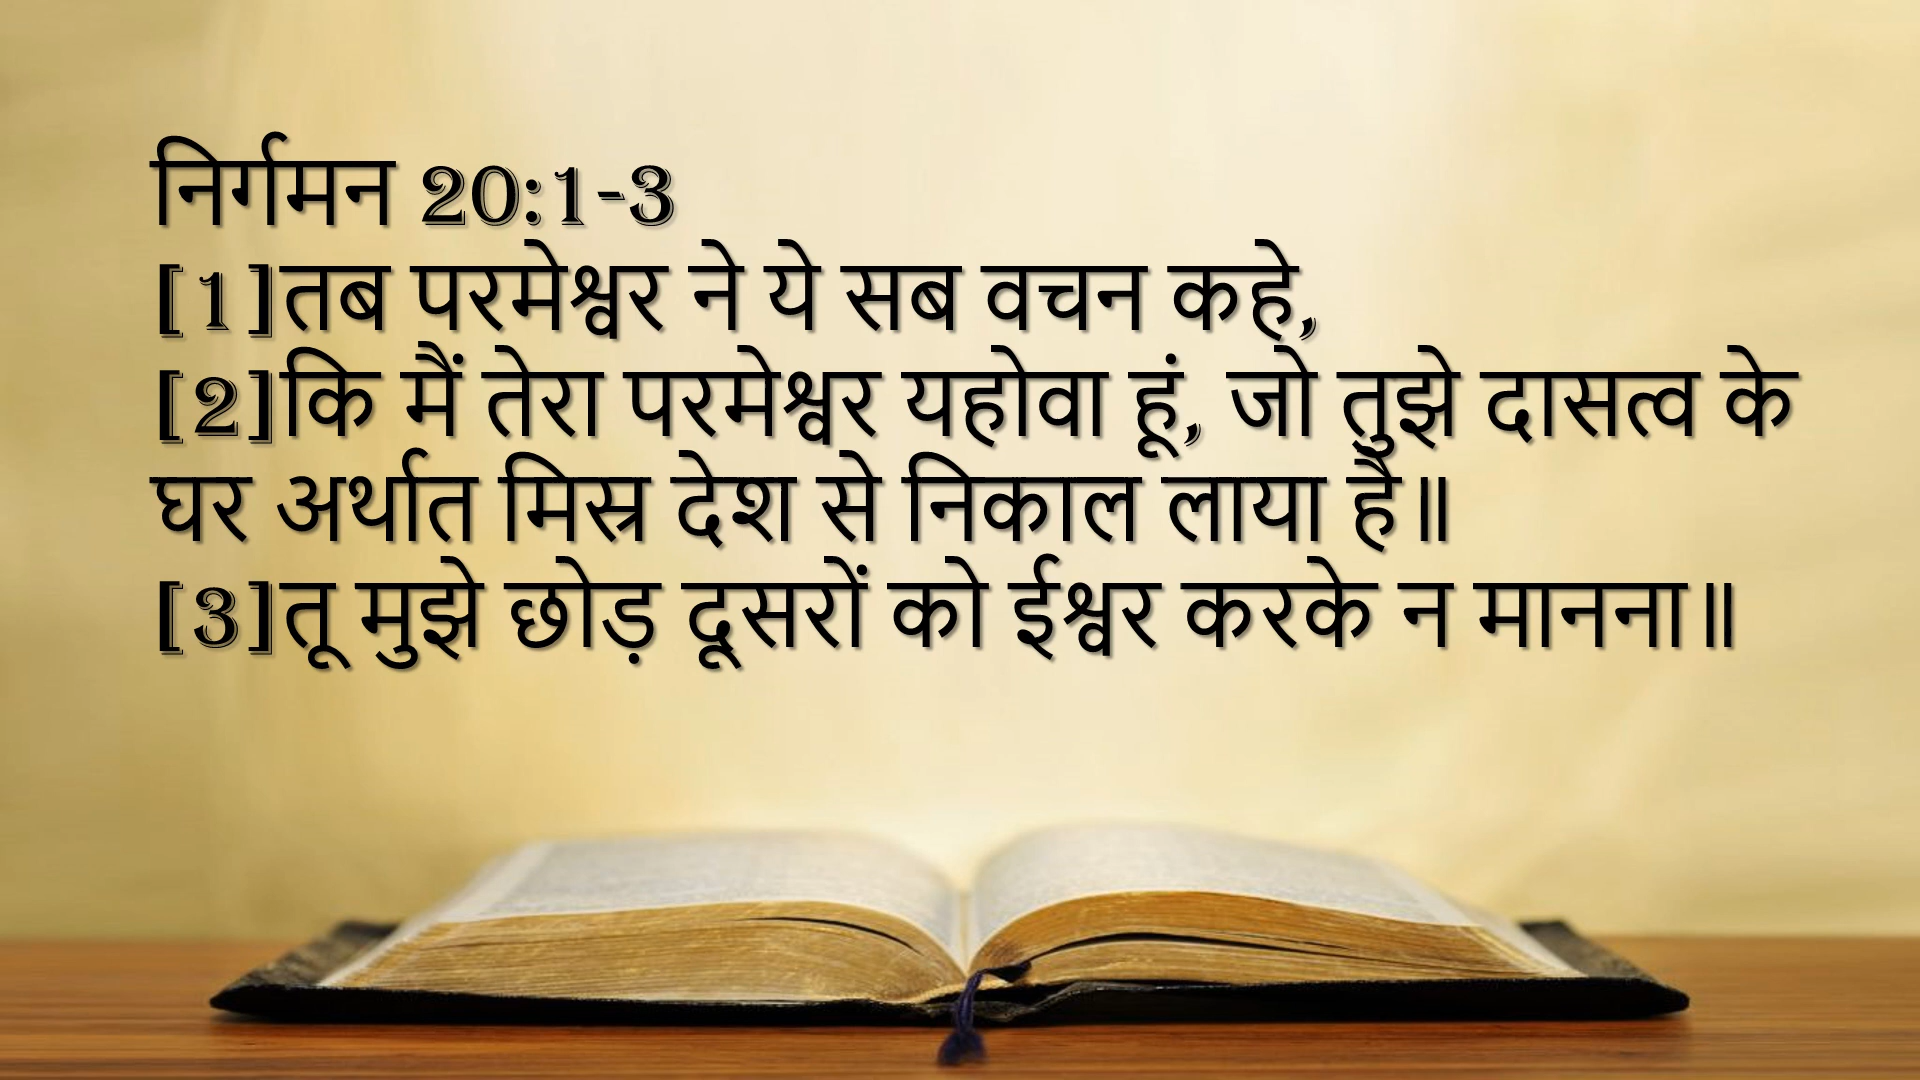 निर्गमन 20:1-3
[1]तब परमेश्वर ने ये सब वचन कहे,
[2]कि मैं तेरा परमेश्वर यहोवा हूं, जो तुझे दासत्व के
घर अर्थात मिस्र देश से निकाल लाया है॥
[3]तू मुझे छोड़ दूसरों को ईश्वर करके न मानना॥